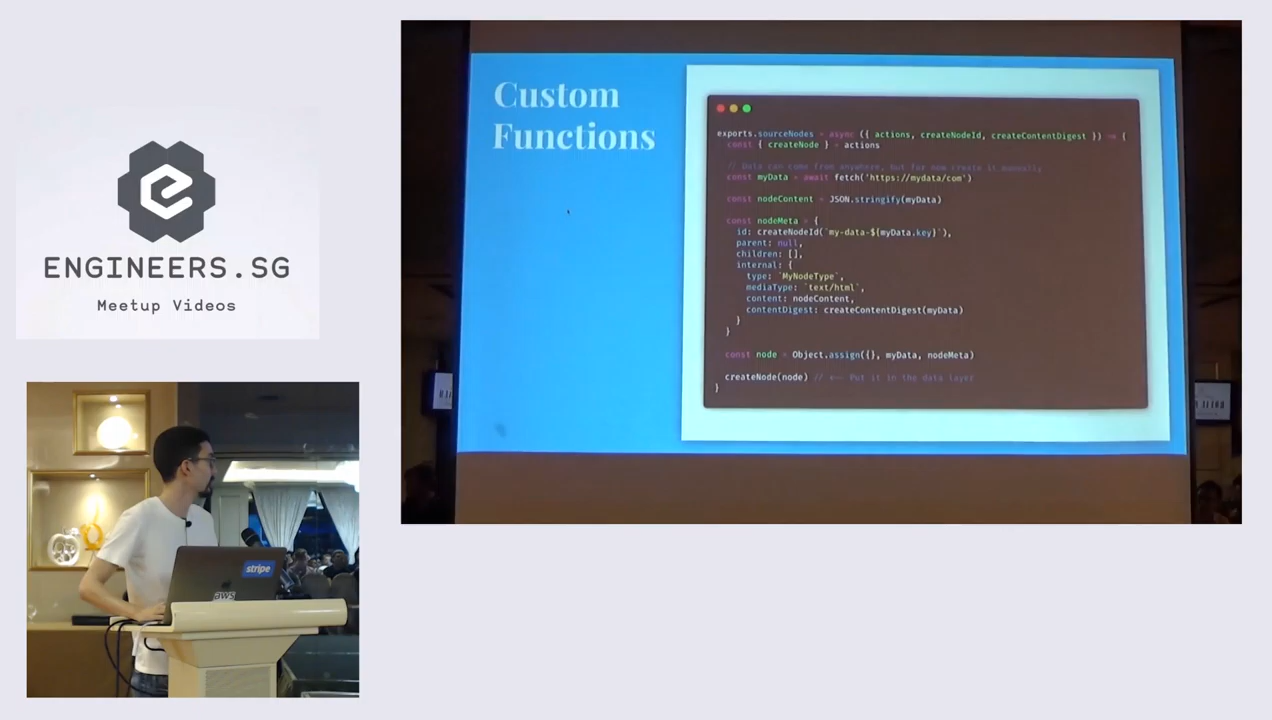 ENGINEERS.SG
Meetup Videos
stripe
aws
Custom
Functions
exports.sourceNodes = async ({ actions, createNodeId, createContentDigest }) => {
const { createNode } = actions
// Data can come from anywhere, but for now create it manually
const myData = await fetch('https://mydata/com')
const nodeContent = JSON.stringify(myData)
const nodeMeta = {
id: createNodeId(`my-data-${myData.key}`),
parent: null,
children: [],
internal: {
type: `MyNodeType`,
mediaType: `text/html`,
content: nodeContent,
contentDigest: createContentDigest(myData)
}
}
const node = Object.assign({}, myData, nodeMeta)
createNode(node) // <-- Put it in the data layer
}